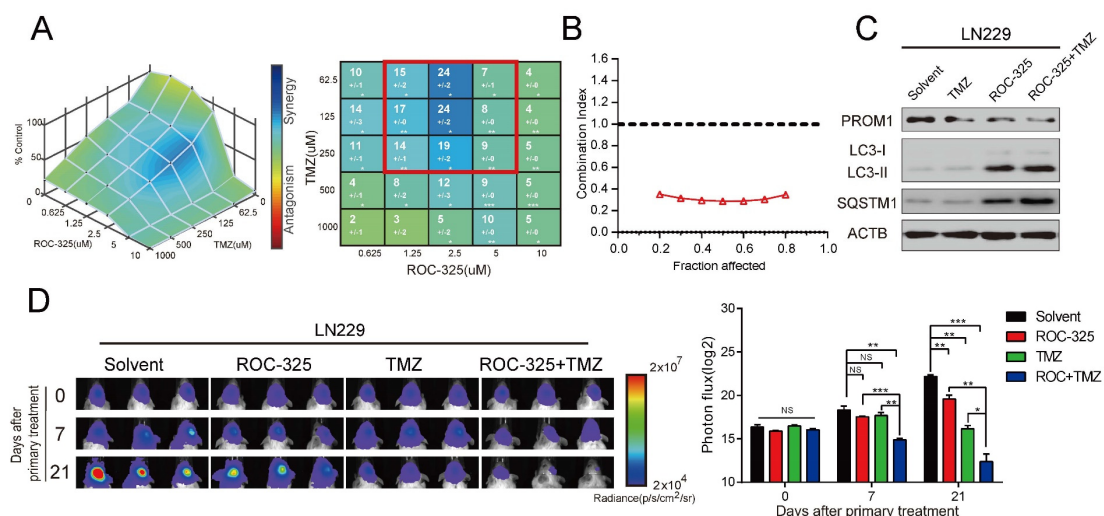 A
% Control
100
50
0
0
0.625
1.25
2.5
5
10
ROC-325(uM)
0
62.5
125
250
500
1000
TMZ(uM)
Synergy
Antagonism
TMZ(uM)
62.5
10 15 24 7 4
+/-1 +/-2 +/-2 +/-1 +/-1
* * * *
125
14 17 24 8 4
+/-3 +/-0 +/-2 +/-0 +/-0
** * ** **
250
11 14 19 9 5
+/-1 +/-1 +/-2 +/-0 +/-0
** * ** **
500
4 8 12 9 5
+/-1 +/-2 +/-3 +/-0 +/-0
* * *** ***
1000
2 3 5 10 5
+/-1 +/-1 +/-2 +/-0 +/-0
* ** *
0.625 1.25 2.5 5 10
ROC-325(uM)
B
Combination Index
1.6
1.4
1.2
1.0
0.8
0.6
0.4
0.2
0.0 0.2 0.4 0.6 0.8 1.0
Fraction affected
C
LN229
Solvent TMZ ROC-325 ROC-325+TMZ
PROM1
LC3-I
LC3-II
SQSTM1
ACTB
D
LN229
Solvent ROC-325 TMZ ROC-325+TMZ
Days after
primary treatment
0
7
21
2x10⁷
2x10⁴
Radiance(p/s/cm²/sr)
Photon flux(log2)
30
25
20
15
10
NS
NS
NS
**
***
**
**
**
***
**
*
Solvent
ROC-325
TMZ
ROC+TMZ
0 7 21
Days after primary treatment